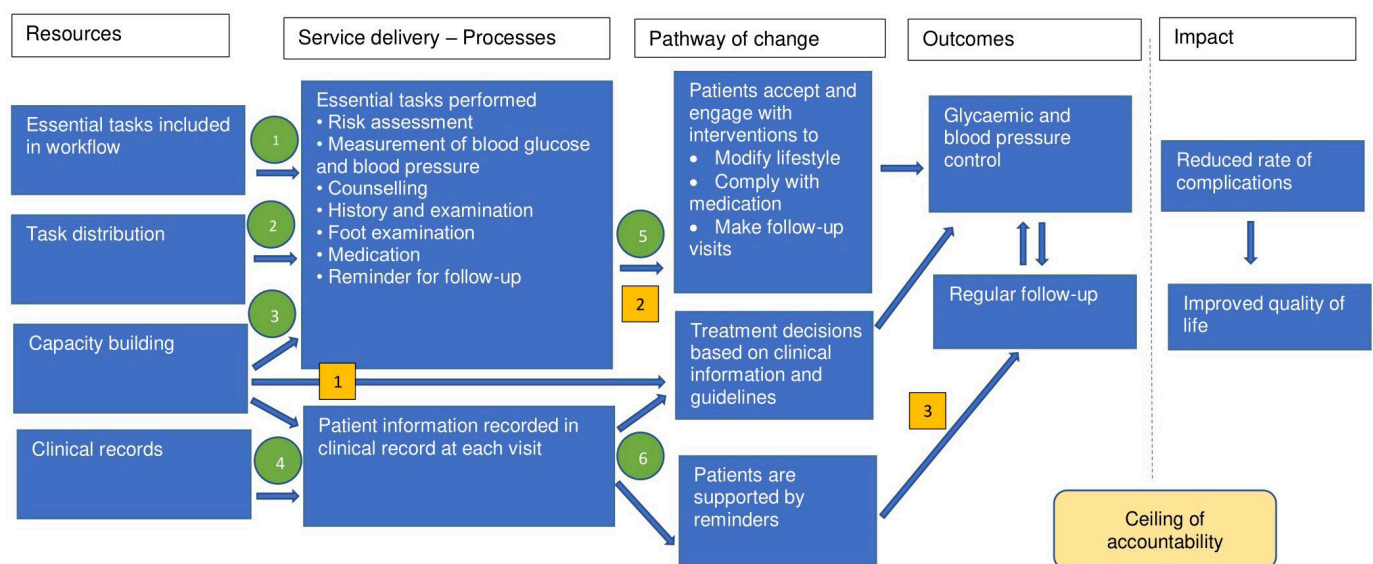 Resources
Service delivery – Processes
Pathway of change
Outcomes
Impact
Essential tasks included
in workflow
1
Task distribution
2
Capacity building
3
Clinical records
4
Essential tasks performed
• Risk assessment
• Measurement of blood glucose
and blood pressure
• Counselling
• History and examination
• Foot examination
• Medication
• Reminder for follow-up
1
Patient information recorded in
clinical record at each visit
5
2
6
Patients accept and
engage with
interventions to
• Modify lifestyle
• Comply with
medication
• Make follow-up
visits
Treatment decisions
based on clinical
information and
guidelines
Patients are
supported by
reminders
3
Glycaemic and
blood pressure
control
Regular follow-up
Reduced rate of
complications
Improved quality of
life
Ceiling of
accountability